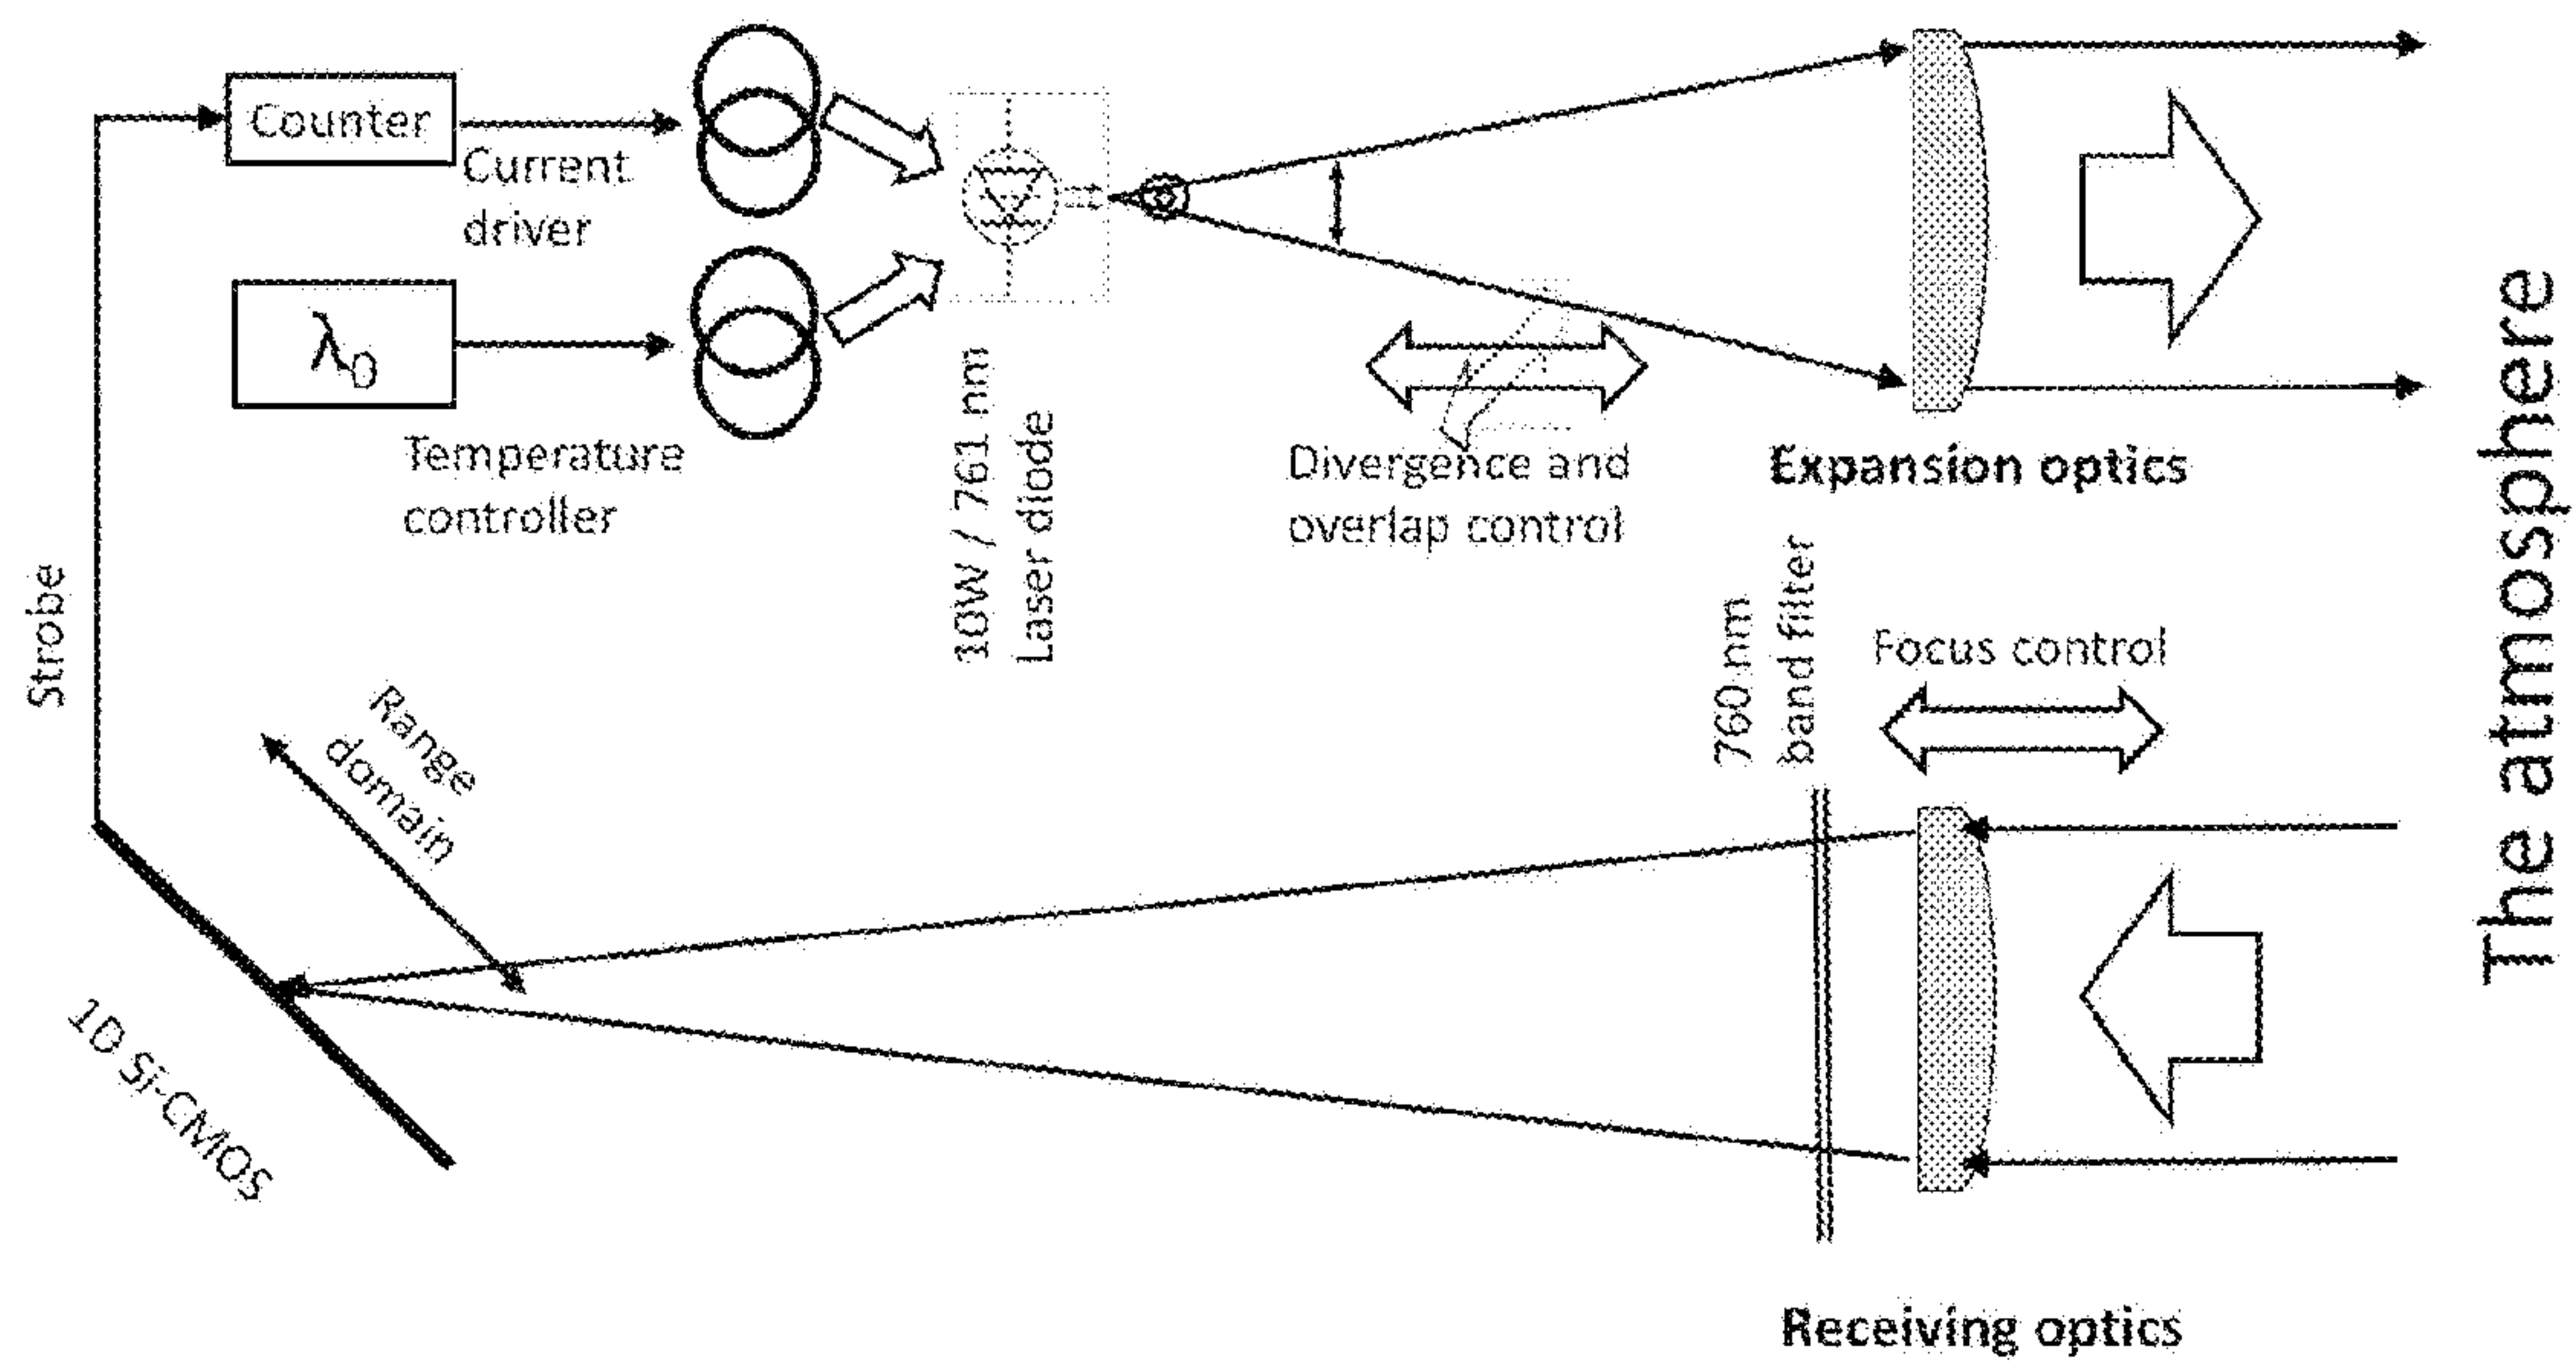 Counter
Current
driver
λ0
Temperature
controller
10W / 761 nm
Laser diode
Divergence and
overlap control
Expansion optics
The atmosphere
Strobe
Range
domain
1D Si-CMOS
760 nm
band filter
Focus control
Receiving optics